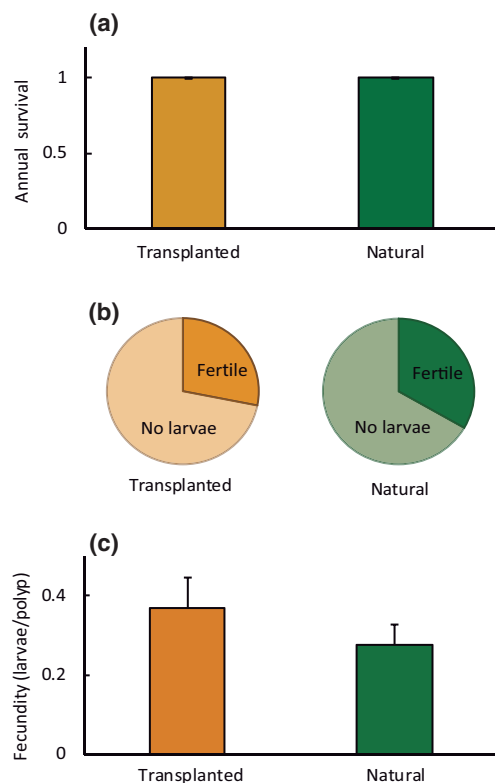 (a)
Annual survival
1
0.5
0
Transplanted Natural
(b)
Fertile Fertile
No larvae No larvae
Transplanted Natural
(c)
Fecundity (larvae/polyp)
0.4
0.2
0
Transplanted Natural